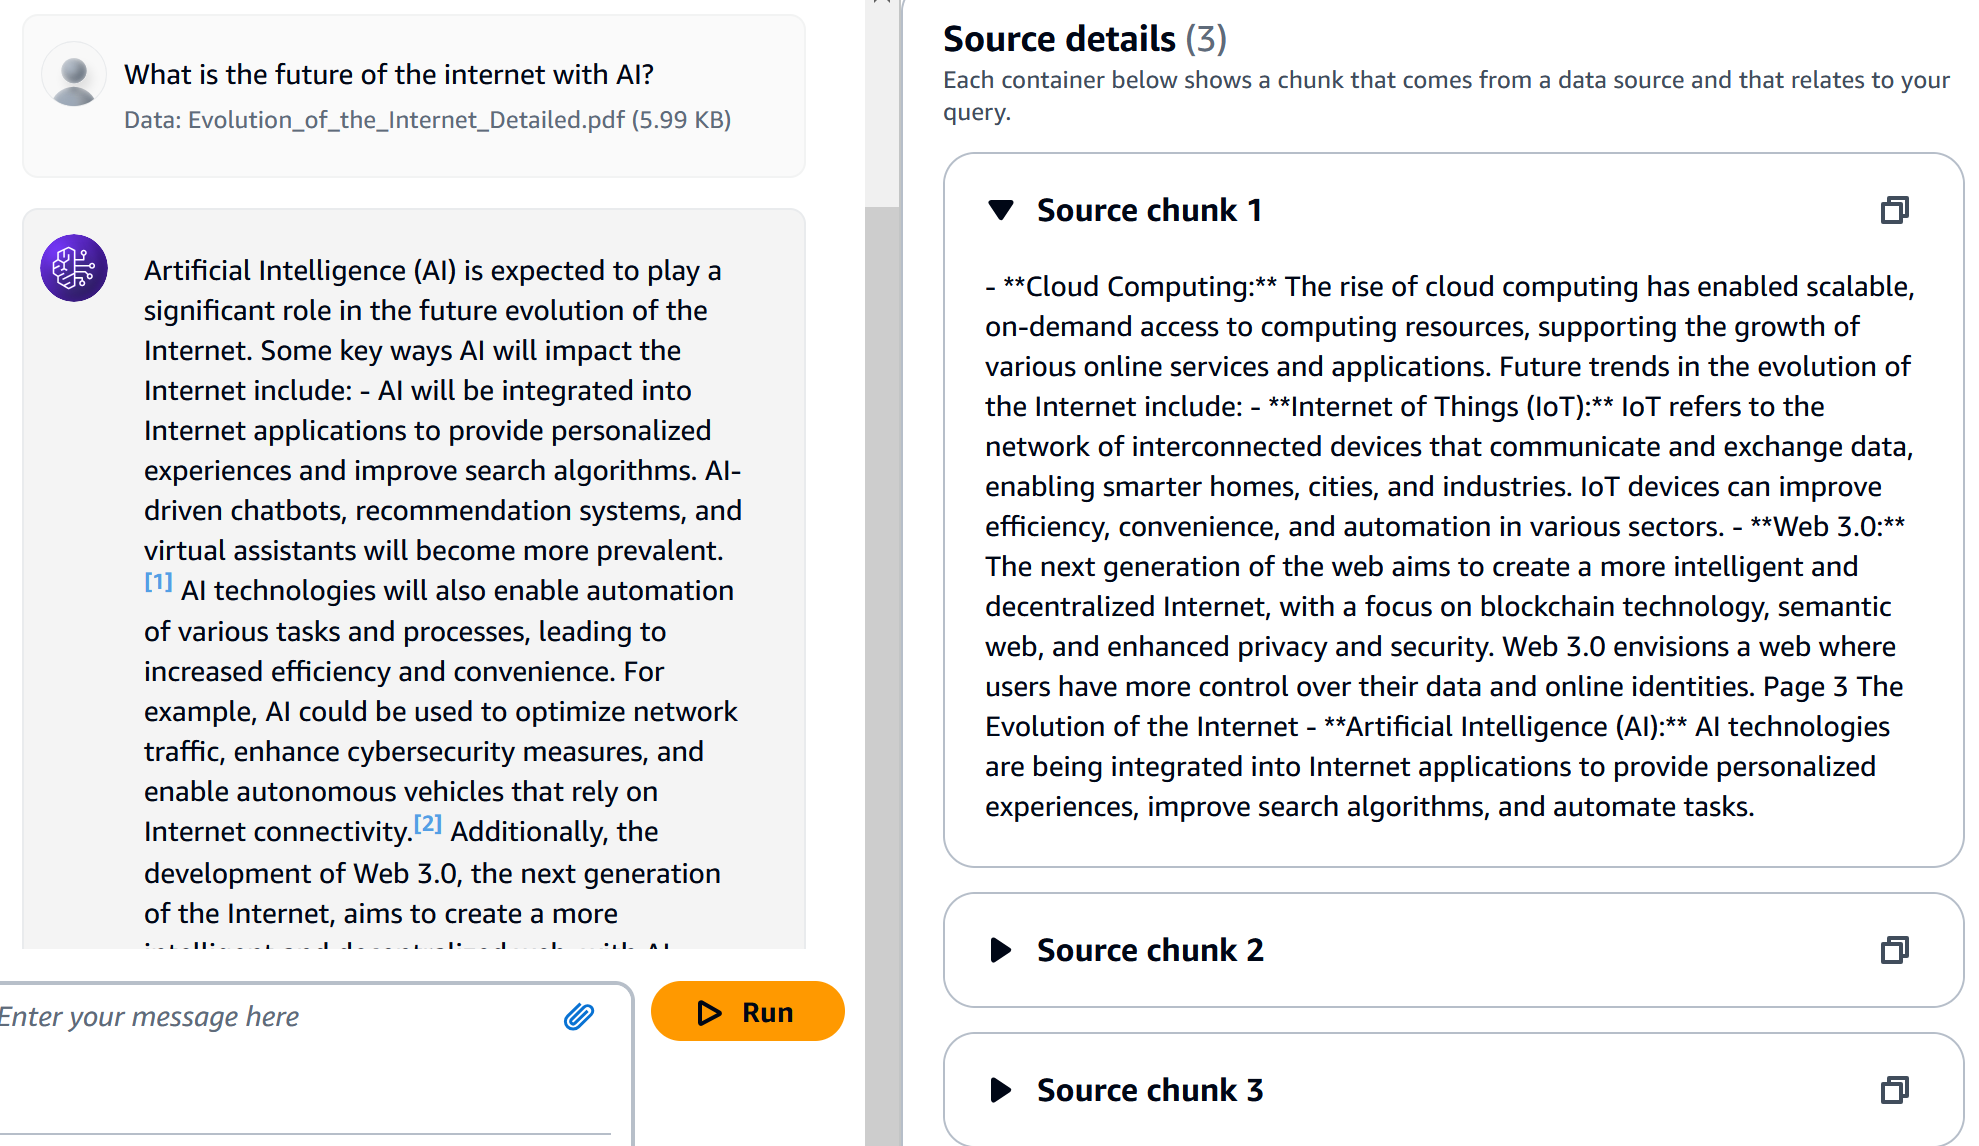 What is the future of the internet with AI?
Data: Evolution_of_the_Internet_Detailed.pdf (5.99 KB)
Artificial Intelligence (AI) is expected to play a
significant role in the future evolution of the
Internet. Some key ways AI will impact the
Internet include: - AI will be integrated into
Internet applications to provide personalized
experiences and improve search algorithms. AI-
driven chatbots, recommendation systems, and
virtual assistants will become more prevalent.
[1] AI technologies will also enable automation
of various tasks and processes, leading to
increased efficiency and convenience. For
example, AI could be used to optimize network
traffic, enhance cybersecurity measures, and
enable autonomous vehicles that rely on
Internet connectivity.[2] Additionally, the
development of Web 3.0, the next generation
of the Internet, aims to create a more
intelligent and decentralized web, with AI
Enter your message here
Run
Source details (3)
Each container below shows a chunk that comes from a data source and that relates to your
query.
Source chunk 1
- **Cloud Computing:** The rise of cloud computing has enabled scalable,
on-demand access to computing resources, supporting the growth of
various online services and applications. Future trends in the evolution of
the Internet include: - **Internet of Things (IoT):** IoT refers to the
network of interconnected devices that communicate and exchange data,
enabling smarter homes, cities, and industries. IoT devices can improve
efficiency, convenience, and automation in various sectors. - **Web 3.0:**
The next generation of the web aims to create a more intelligent and
decentralized Internet, with a focus on blockchain technology, semantic
web, and enhanced privacy and security. Web 3.0 envisions a web where
users have more control over their data and online identities. Page 3 The
Evolution of the Internet - **Artificial Intelligence (AI):** AI technologies
are being integrated into Internet applications to provide personalized
experiences, improve search algorithms, and automate tasks.
Source chunk 2
Source chunk 3